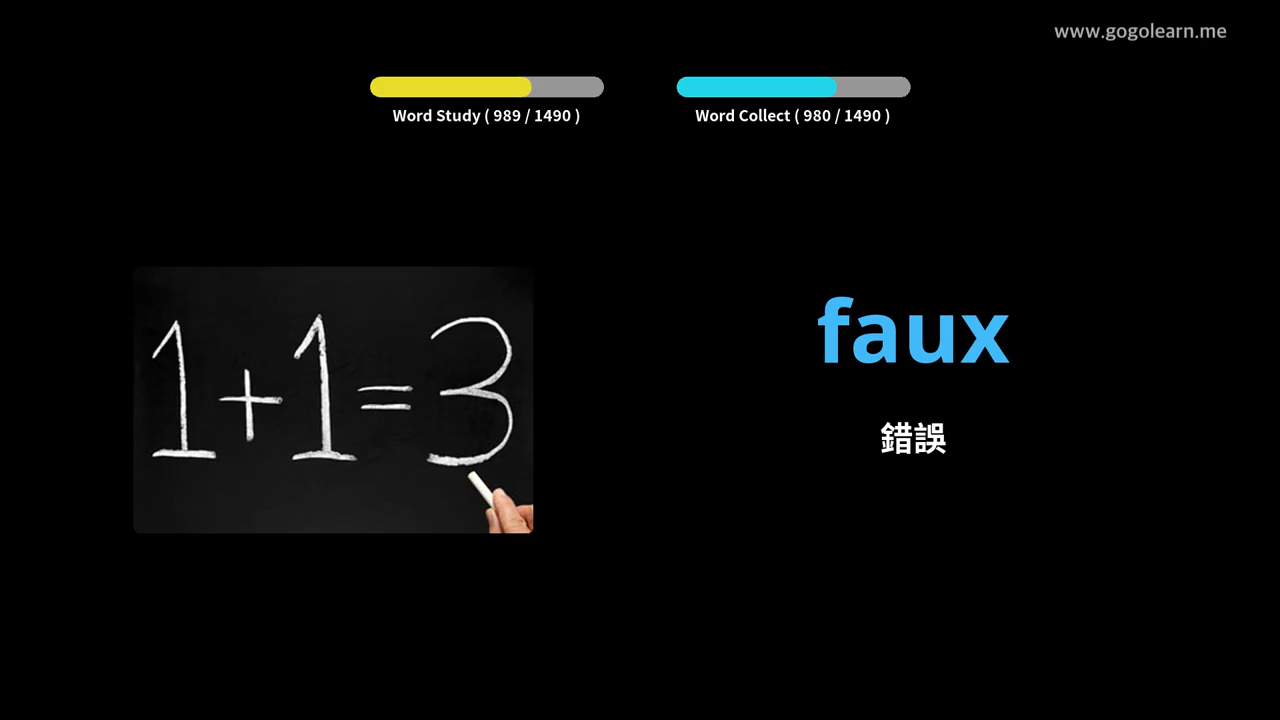 www.gogolearn.me
Word Study ( 989 / 1490 )
Word Collect ( 980 / 1490 )
1+1=3
faux
錯誤